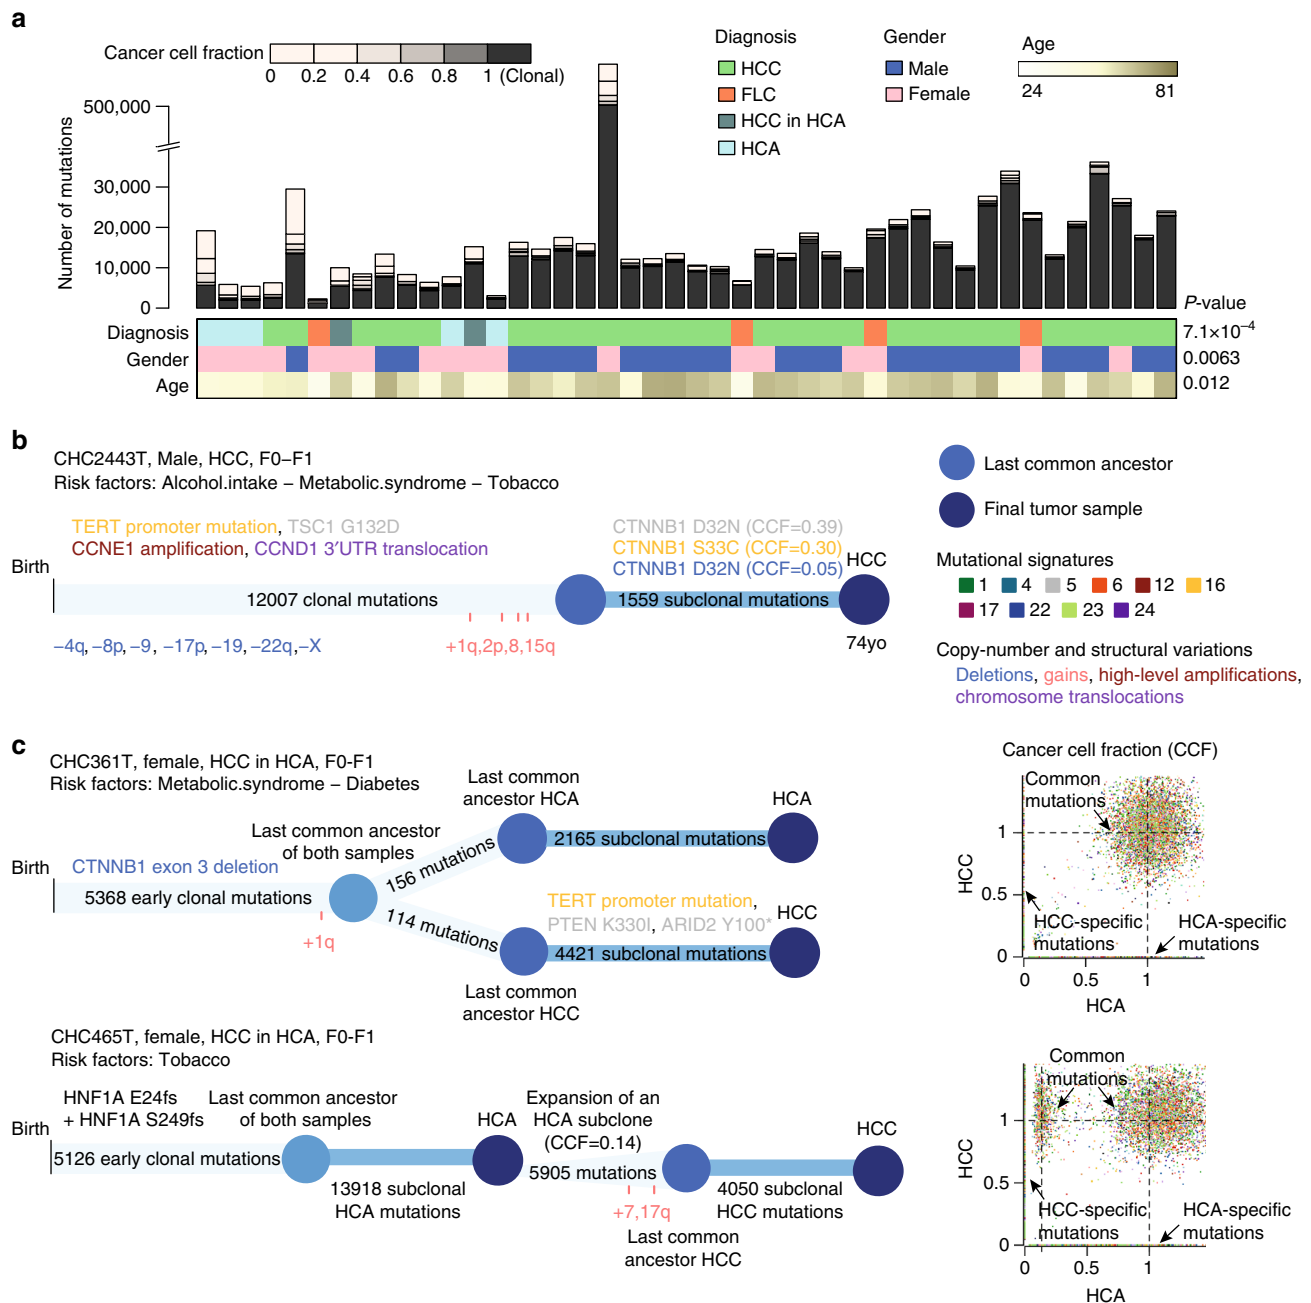 a
Cancer cell fraction
0 0.2 0.4 0.6 0.8 1 (Clonal)
Diagnosis
HCC
FLC
HCC in HCA
HCA
Gender
Male
Female
Age
24 81
Number of mutations
500,000
30,000
20,000
10,000
0
P-value
Diagnosis 7.1×10⁻⁴
Gender 0.0063
Age 0.012
b
CHC2443T, Male, HCC, F0−F1
Risk factors: Alcohol.intake − Metabolic.syndrome − Tobacco
TERT promoter mutation, TSC1 G132D
CCNE1 amplification, CCND1 3′UTR translocation
CTNNB1 D32N (CCF=0.39)
CTNNB1 S33C (CCF=0.30)
CTNNB1 D32N (CCF=0.05)
Birth
HCC
12007 clonal mutations
1559 subclonal mutations
−4q, −8p, −9, −17p, −19, −22q, −X
+1q,2p,8,15q
74yo
Last common ancestor
Final tumor sample
Mutational signatures
1 4 5 6 12 16
17 22 23 24
Copy-number and structural variations
Deletions, gains, high-level amplifications,
chromosome translocations
c
CHC361T, female, HCC in HCA, F0-F1
Risk factors: Metabolic.syndrome − Diabetes
Last common
ancestor HCA
HCA
Last common ancestor
of both samples
CTNNB1 exon 3 deletion
Birth
5368 early clonal mutations
+1q
156 mutations
2165 subclonal mutations
114 mutations
TERT promoter mutation,
PTEN K330I, ARID2 Y100*
HCC
4421 subclonal mutations
Last common
ancestor HCC
Cancer cell fraction (CCF)
Common
mutations
HCC
1
0.5
0
HCC-specific
mutations
HCA-specific
mutations
0 0.5 1
HCA
CHC465T, female, HCC in HCA, F0-F1
Risk factors: Tobacco
HNF1A E24fs
+ HNF1A S249fs
Last common ancestor
of both samples
Birth
5126 early clonal mutations
HCA
13918 subclonal
HCA mutations
Expansion of an
HCA subclone
(CCF=0.14)
5905 mutations
+7,17q
Last common
ancestor HCC
HCC
4050 subclonal
HCC mutations
Common
mutations
HCC
1
0.5
0
HCC-specific
mutations
HCA-specific
mutations
0 1
HCA